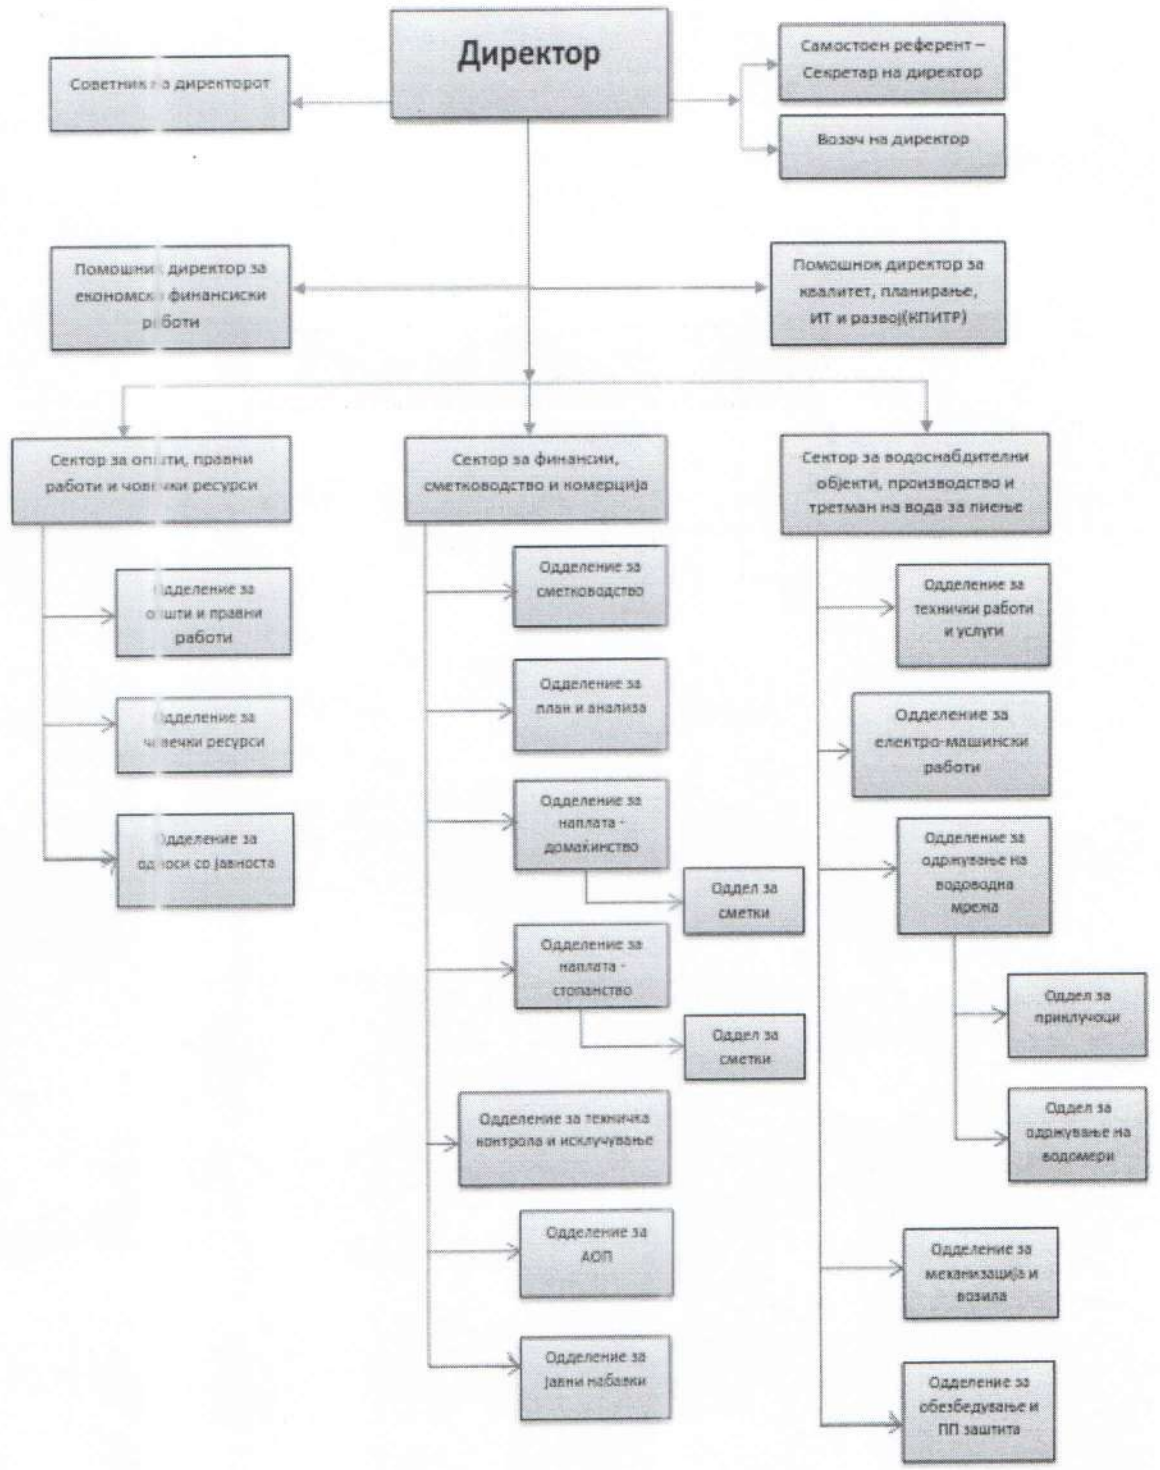 Директор
Советник на директорот
Самостоен референт –
Секретар на директор
Возач на директор
Помошник директор за
економско финансиски
работи
Помошнок директор за
квалитет, планирање,
ИТ и развој(КПИТР)
Сектор за општи, правни
работи и човечки ресурси
Одделение за
општи и правни
работи
Одделение за
човечки ресурси
Одделение за
односи со јавноста
Сектор за финансии,
сметководство и комерција
Одделение за
сметководство
Одделение за
план и анализа
Одделение за
наплата -
домаќинство
Оддел за
сметки
Одделение за
наплата -
стопанство
Оддел за
сметки
Одделение за техничка
контрола и исклучување
Одделение за
АОП
Одделение за
јавни набавки
Сектор за водоснабдителни
објекти, производство и
третман на вода за пиење
Одделение за
технички работи
и услуги
Одделение за
електро-машински
работи
Одделение за
одржување на
водоводна
мрежа
Оддел за
приклучоци
Оддел за
одржување на
водомери
Одделение за
механизација и
возила
Одделение за
обезбедување и
ПП заштита